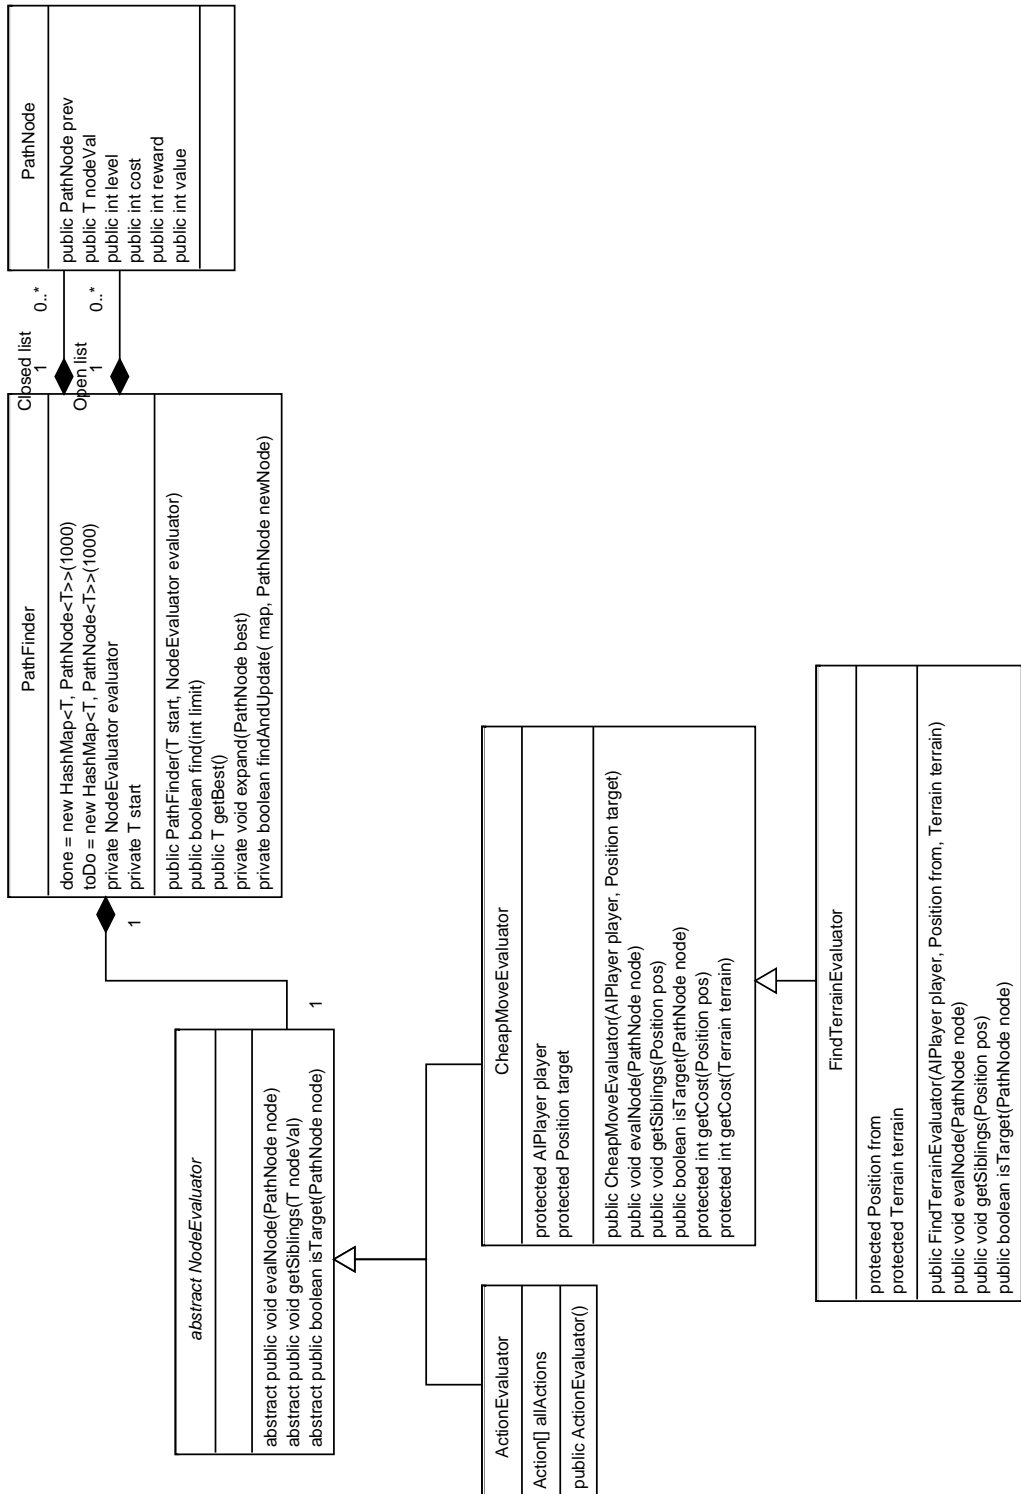 PathNode
public PathNode prev
public T nodeVal
public int level
public int cost
public int reward
public int value
Closed list
1
0..*
Open list
1
0..*
PathFinder
done = new HashMap<T, PathNode<T>>(1000)
toDo = new HashMap<T, PathNode<T>>(1000)
private NodeEvaluator evaluator
private T start
public PathFinder(T start, NodeEvaluator evaluator)
public boolean find(int limit)
public T getBest()
private void expand(PathNode best)
private boolean findAndUpdate( map, PathNode newNode)
1
1
abstract NodeEvaluator
abstract public void evalNode(PathNode node)
abstract public void getSiblings(T nodeVal)
abstract public boolean isTarget(PathNode node)
CheapMoveEvaluator
protected AIPlayer player
protected Position target
public CheapMoveEvaluator(AIPlayer player, Position target)
public void evalNode(PathNode node)
public void getSiblings(Position pos)
public boolean isTarget(PathNode node)
protected int getCost(Position pos)
protected int getCost(Terrain terrain)
ActionEvaluator
Action[] allActions
public ActionEvaluator()
FindTerrainEvaluator
protected Position from
protected Terrain terrain
public FindTerrainEvaluator(AIPlayer player, Position from, Terrain terrain)
public void evalNode(PathNode node)
public void getSiblings(Position pos)
public boolean isTarget(PathNode node)